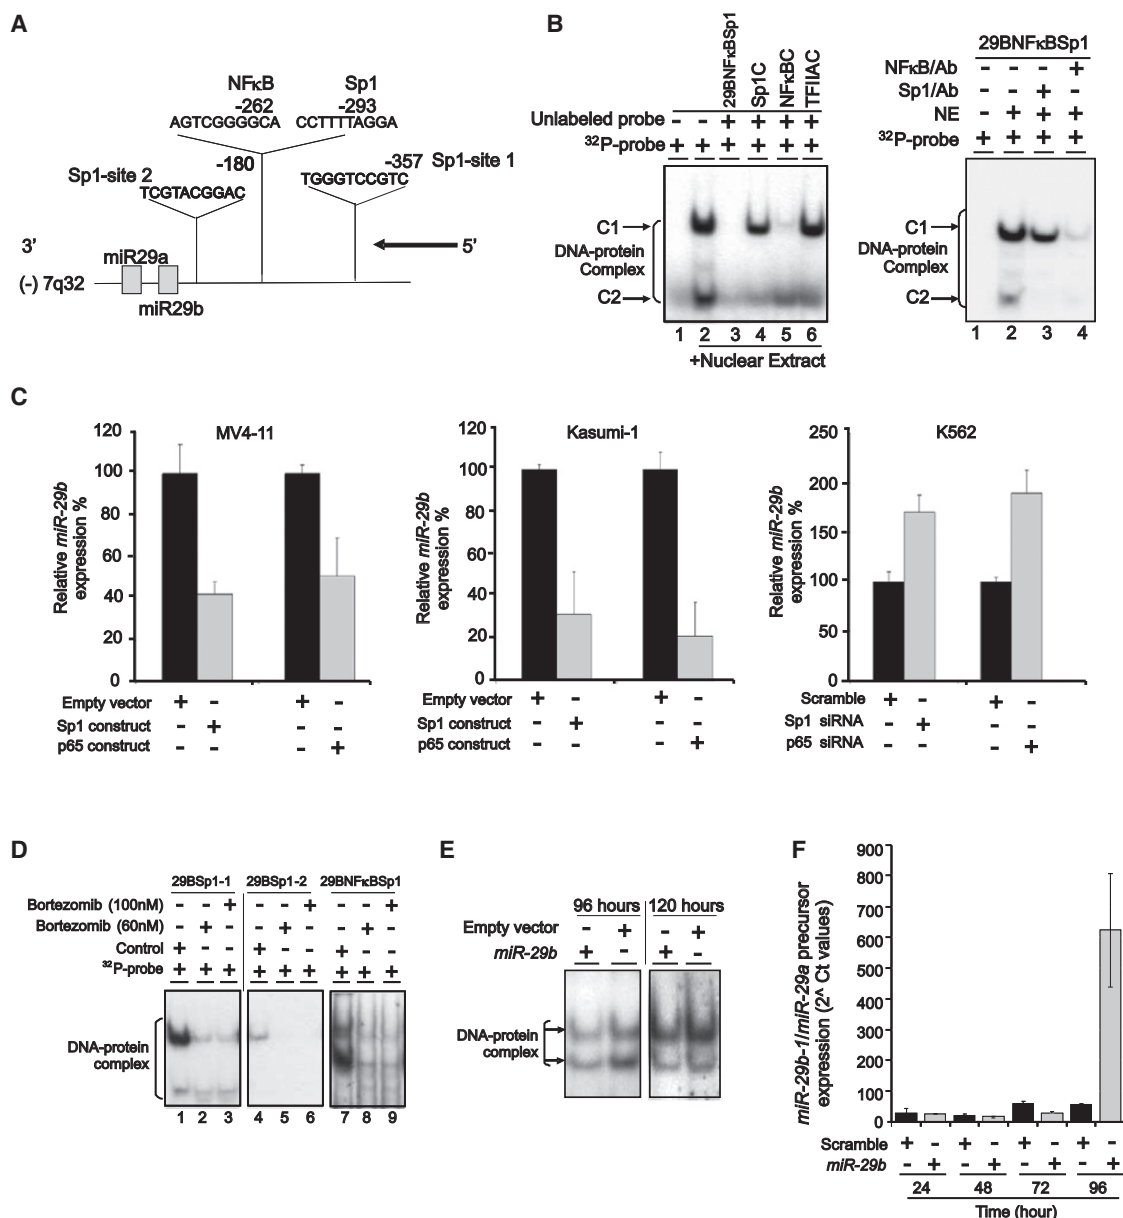 A
NFκB Sp1
-262 -293
AGTCGGGGCA CCTTTTAGGA
-180 -357 Sp1-site 1
Sp1-site 2 TGGGTCCGTC
TCGTACGGAC
3' 5'
miR29a
(-) 7q32
miR29b
B
29BNFκBSp1 Sp1C NFκBC TFIIAC
Unlabeled probe - - + + + +
32P-probe + + + + + +
C1
DNA-protein
Complex
C2
1 2 3 4 5 6
+Nuclear Extract
29BNFκBSp1
NFκB/Ab - - - +
Sp1/Ab - - + -
NE - + + +
32P-probe + + + +
C1
DNA-protein
Complex
C2
1 2 3 4
C
MV4-11
Relative miR-29b
expression %
120
100
80
60
40
20
0
Empty vector + - + -
Sp1 construct - + - -
p65 construct - - - +
Kasumi-1
Relative miR-29b
expression %
120
100
80
60
40
20
0
Empty vector + - + -
Sp1 construct - + - -
p65 construct - - - +
K562
Relative miR-29b
expression %
250
200
150
100
50
0
Scramble + - + -
Sp1 siRNA - + - -
p65 siRNA - - - +
D
29BSp1-1 29BSp1-2 29BNFκBSp1
Bortezomib (100nM) - - + - - + - - +
Bortezomib (60nM) - + - - + - - + -
Control + - - + - - + - -
32P-probe + + + + + + + + +
DNA-protein
complex
1 2 3 4 5 6 7 8 9
E
96 hours 120 hours
Empty vector - + - +
miR-29b + - + -
DNA-protein
complex
F
miR-29b-1/miR-29a precursor
expression (2^ Ct values)
900
800
700
600
500
400
300
200
100
0
Scramble + - + - + - + -
miR-29b - + - + - + - +
24 48 72 96
Time (hour)